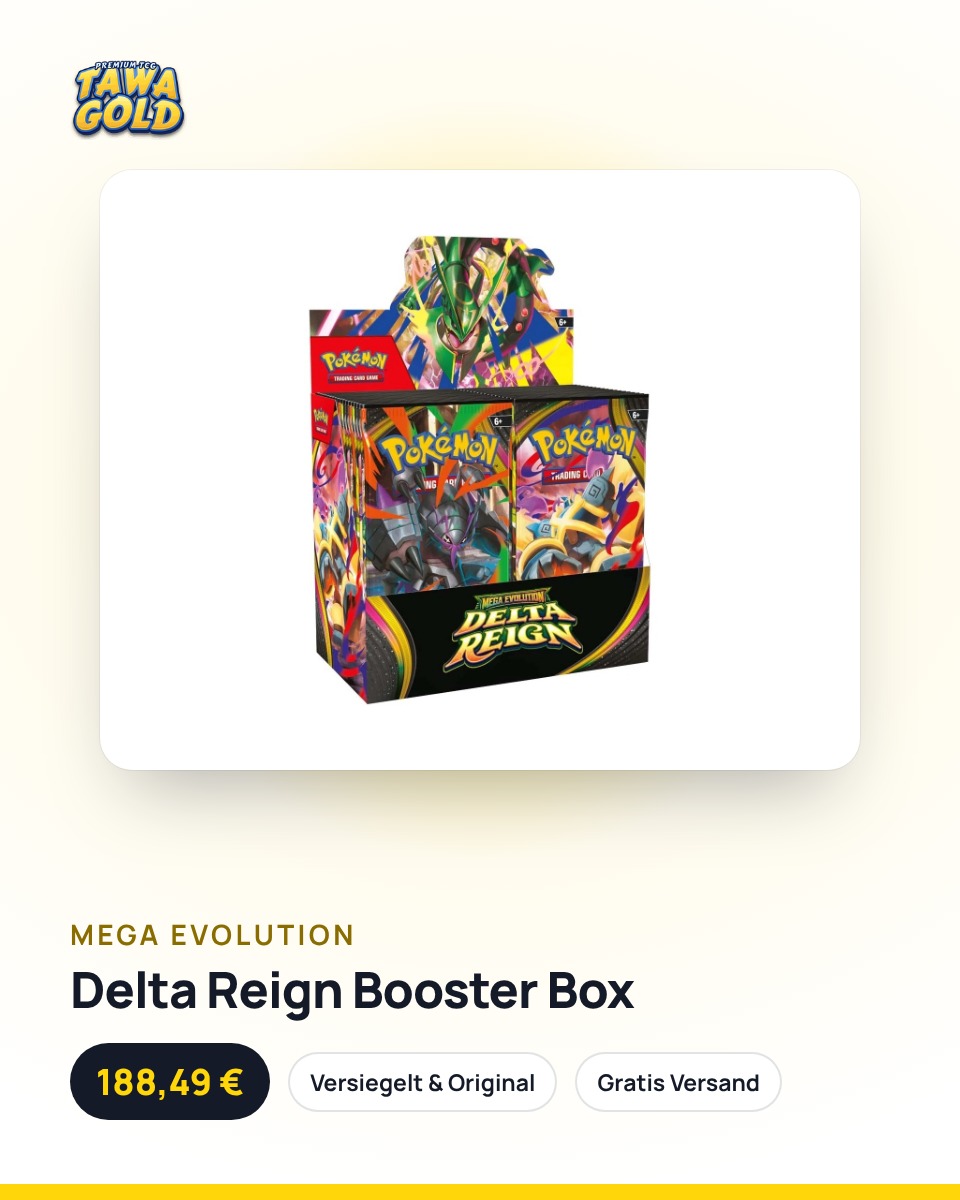 PREMIUM TCG
TAWA
GOLD
6+
POKÉMON
TRADING CARD GAME
6+
6+
POKÉMON
POKÉMON
TRADING
MEGA EVOLUTION
DELTA
REIGN
MEGA EVOLUTION
Delta Reign Booster Box
188,49 €
Versiegelt & Original
Gratis Versand